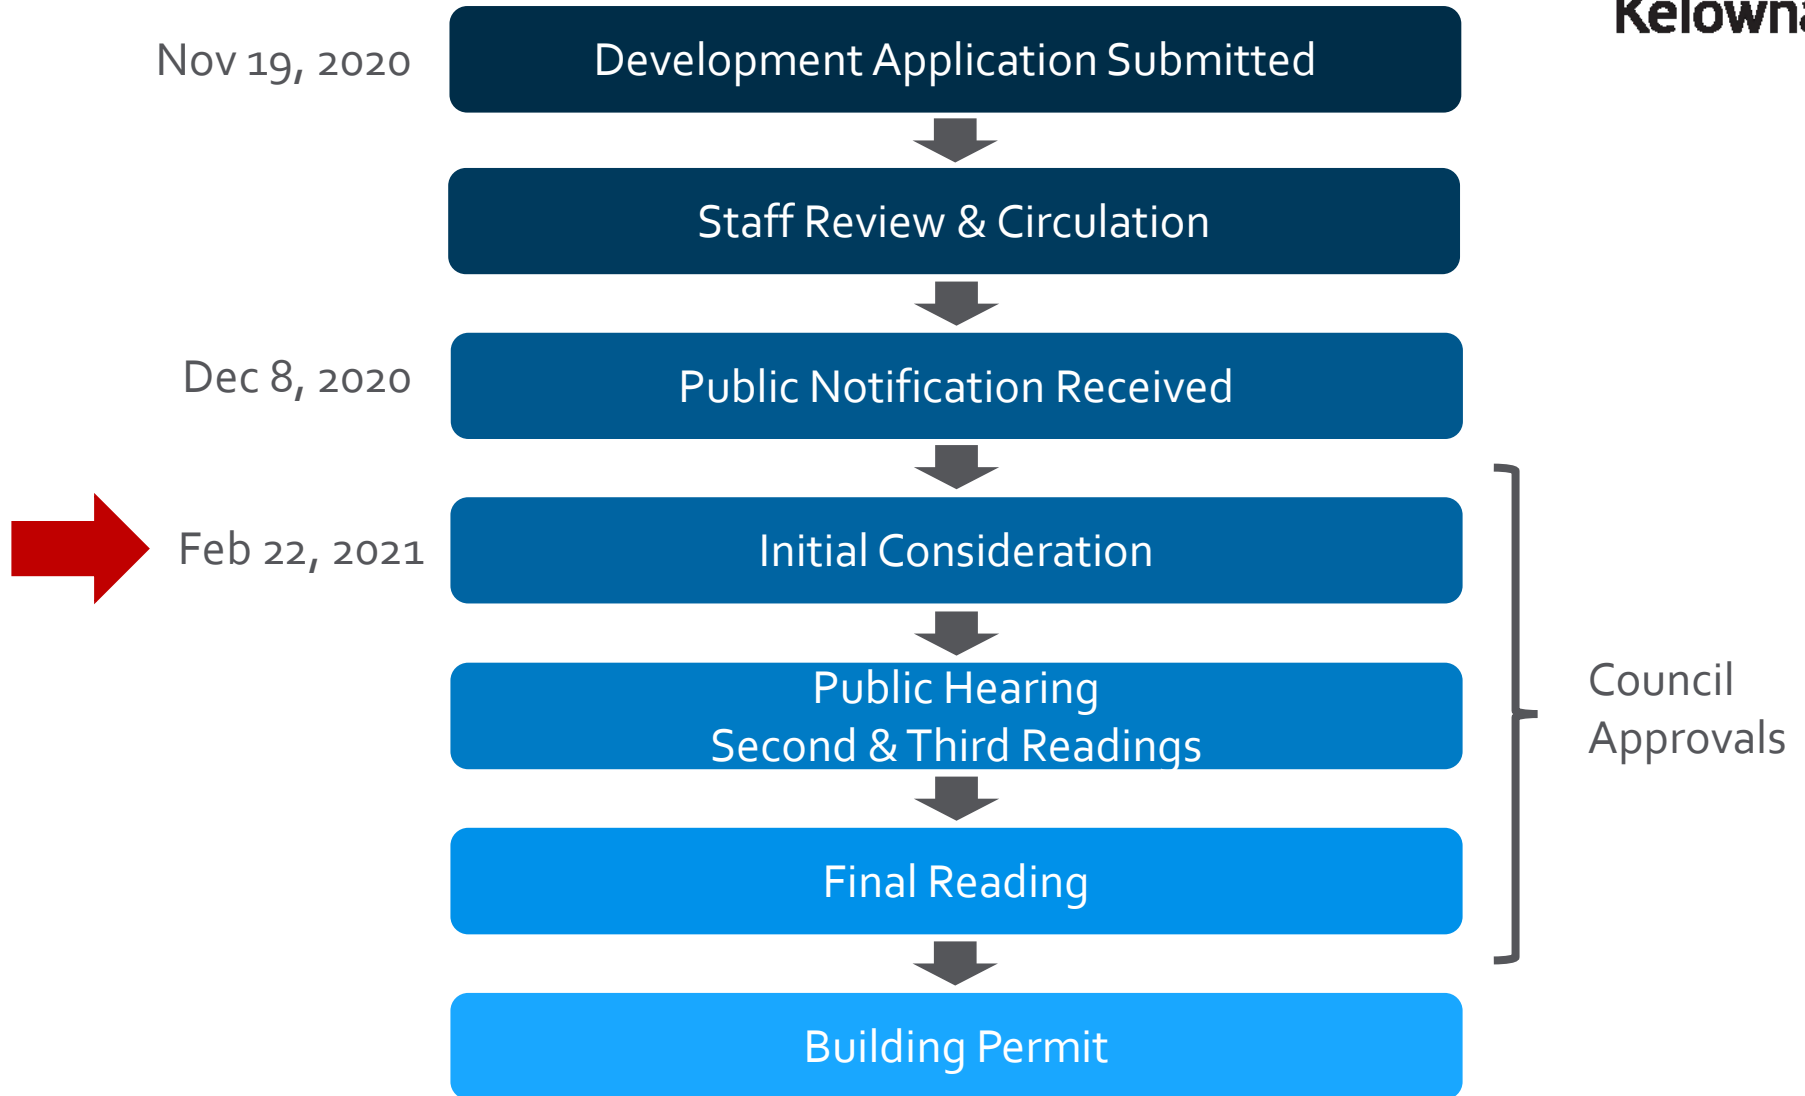 Kelowna
Nov 19, 2020
Development Application Submitted
Staff Review & Circulation
Dec 8, 2020
Public Notification Received
Feb 22, 2021
Initial Consideration
Public Hearing
Second & Third Readings
Council
Approvals
Final Reading
Building Permit